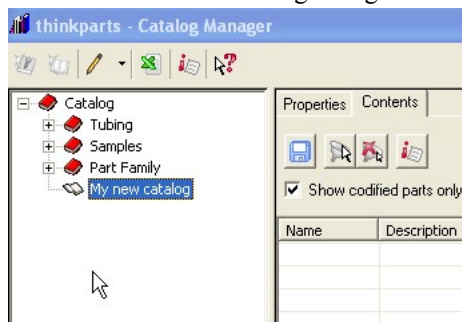 thinkparts - Catalog Manager
Catalog
Tubing
Samples
Part Family
My new catalog
Properties Contents
Show codified parts only
Name Description